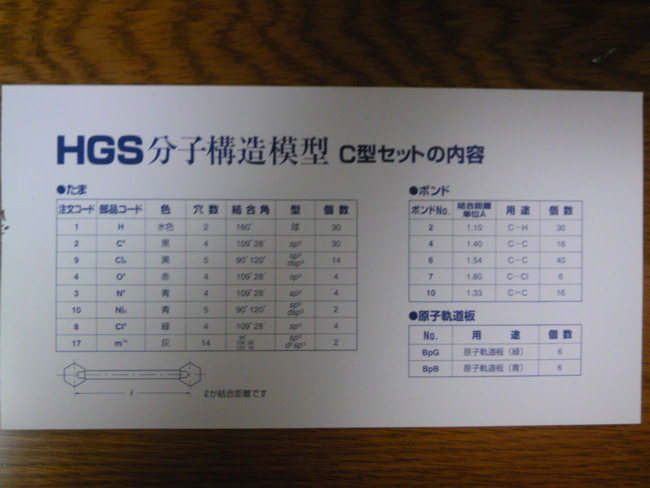 HGS分子構造模型 C型セットの内容
●たま
注文コード 部品コード 色 穴数 結合角 型 個数
1 H 水色 2 180° 球 30
2 C⁴ 黒 4 109°28′ sp³ 30
9 黒 5 90°120° sp² dsp³ 14
4 O⁴ 赤 4 109°28′ sp³ 4
3 N⁴ 青 4 109°28′ sp³ 4
10 青 5 90°120° sp² dsp³ 2
8 Cl⁴ 緑 4 109°28′ sp³ 4
17 m¹⁴ 灰 14 sp³ d²sp³ 2
ℓ
ℓが結合距離です
●ボンド
ボンドNo. 結合距離 単位Å 用途 個数
2 1.10 C−H 30
4 1.40 C−C 16
6 1.54 C−C 40
7 1.80 C−Cl 6
10 1.33 C−C 16
●原子軌道板
No. 用途 個数
BpG 原子軌道板（緑） 6
BpB 原子軌道板（青） 6